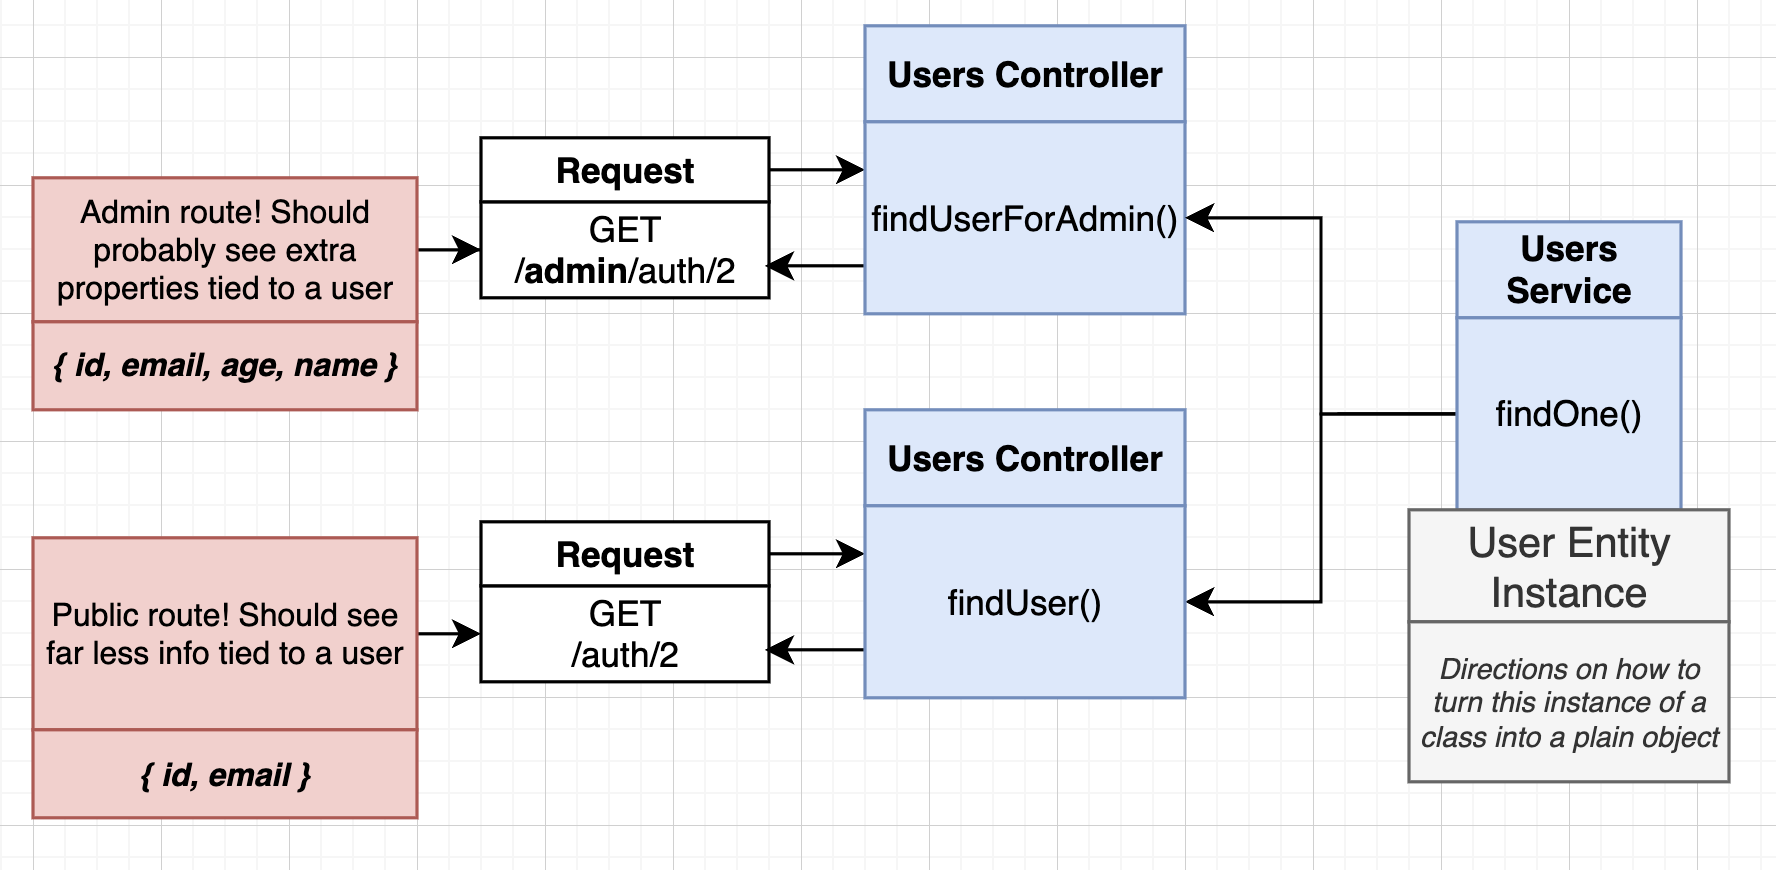 Users Controller
findUserForAdmin()
Request
GET
/admin/auth/2
Admin route! Should
probably see extra
properties tied to a user
{ id, email, age, name }
Users
Service
findOne()
User Entity
Instance
Directions on how to
turn this instance of a
class into a plain object
Users Controller
findUser()
Request
GET
/auth/2
Public route! Should see
far less info tied to a user
{ id, email }